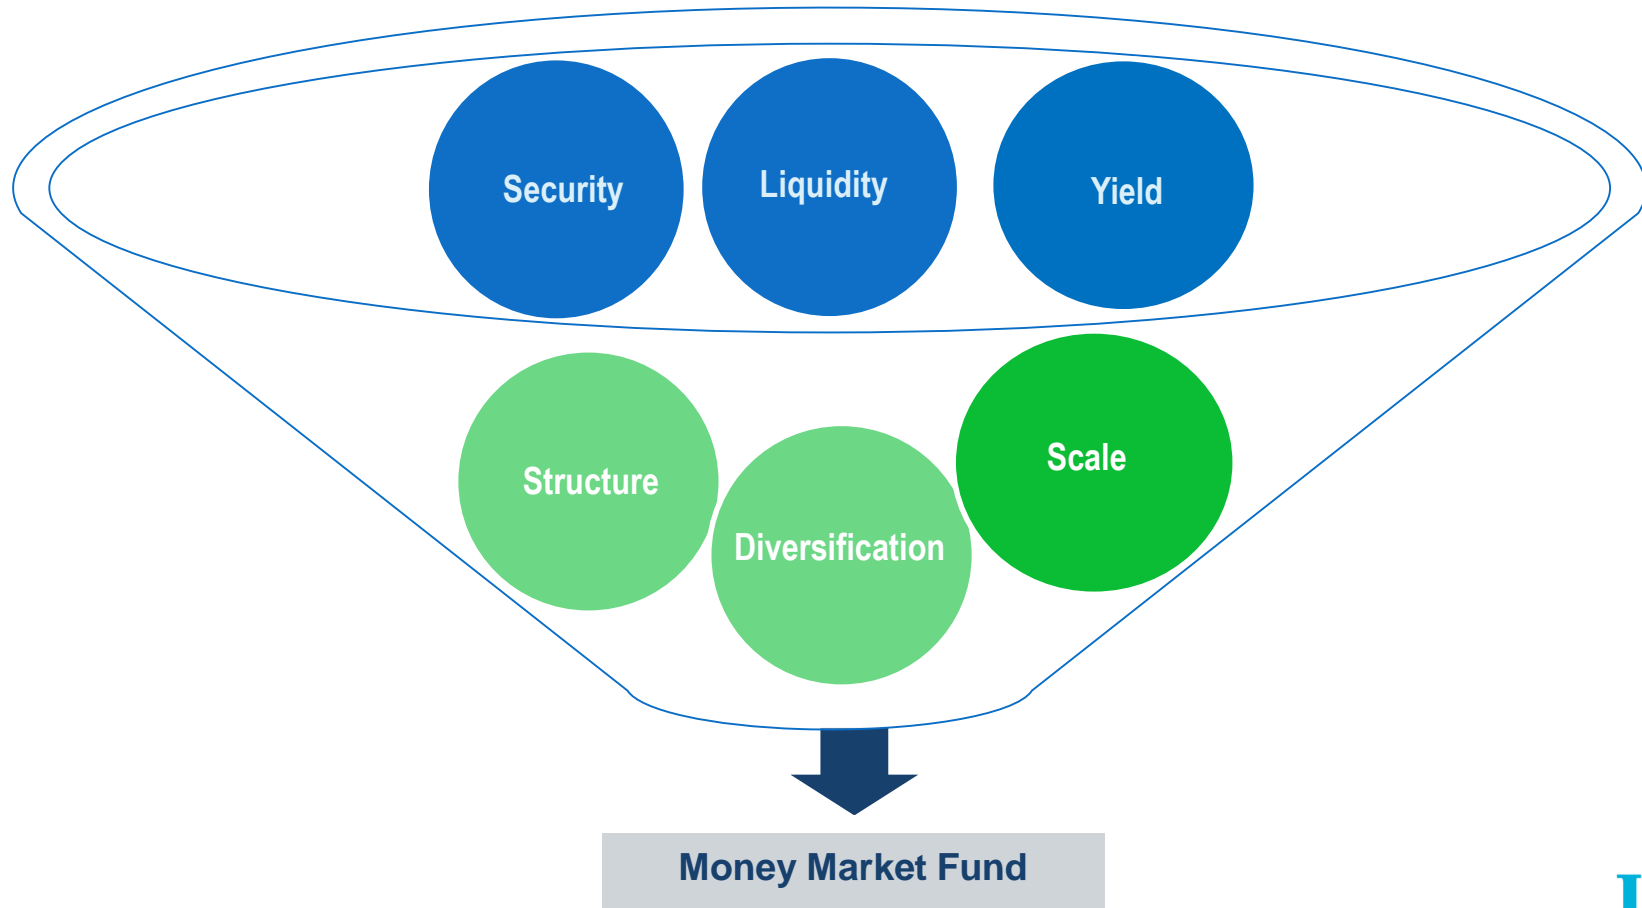 Security
Liquidity
Yield
Structure
Diversification
Scale
Money Market Fund